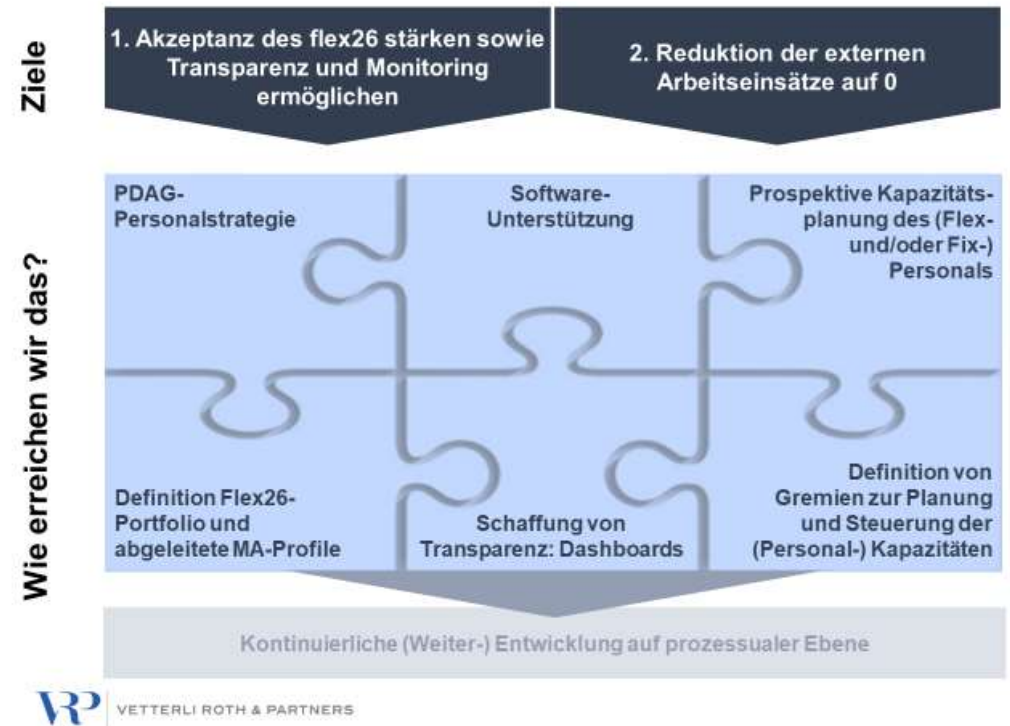 Ziele
1. Akzeptanz des flex26 stärken sowie
Transparenz und Monitoring
ermöglichen
2. Reduktion der externen
Arbeitseinsätze auf 0
Wie erreichen wir das?
PDAG-
Personalstrategie
Software-
Unterstützung
Prospektive Kapazitäts-
planung des (Flex-
und/oder Fix-)
Personals
Definition Flex26-
Portfolio und
abgeleitete MA-Profile
Schaffung von
Transparenz: Dashboards
Definition von
Gremien zur Planung
und Steuerung der
(Personal-) Kapazitäten
Kontinuierliche (Weiter-) Entwicklung auf prozessualer Ebene
VRP VETTERLI ROTH & PARTNERS